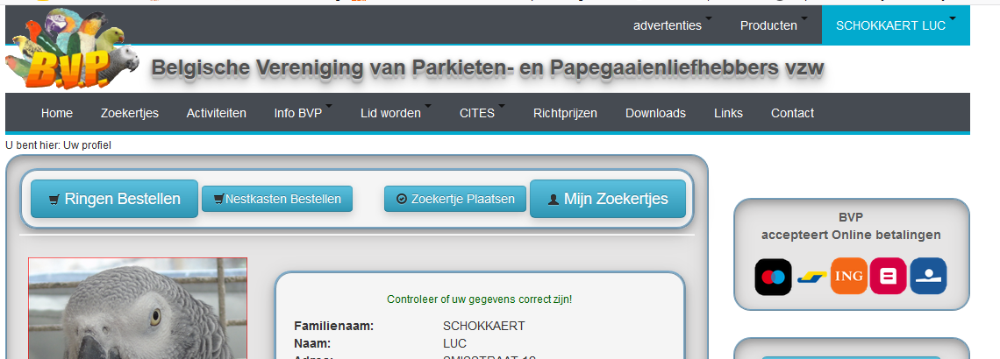 advertenties Producten SCHOKKAERT LUC
B.V.P.
Belgische Vereniging van Parkieten- en Papegaaienliefhebbers vzw
Home Zoekertjes Activiteiten Info BVP Lid worden CITES Richtprijzen Downloads Links Contact
U bent hier: Uw profiel
Ringen Bestellen Nestkasten Bestellen Zoekertje Plaatsen Mijn Zoekertjes
BVP
accepteert Online betalingen
ING
Controleer of uw gegevens correct zijn!
Familienaam: SCHOKKAERT
Naam: LUC